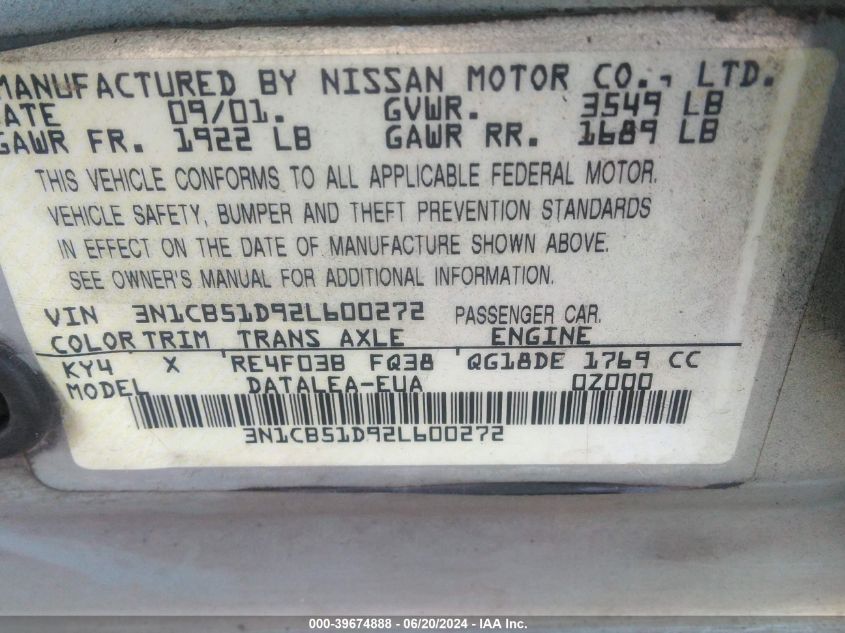 MANUFACTURED BY NISSAN MOTOR CO., LTD.
DATE 09/01. GVWR. 3549 LB
GAWR FR. 1922 LB GAWR RR. 1689 LB
THIS VEHICLE CONFORMS TO ALL APPLICABLE FEDERAL MOTOR.
VEHICLE SAFETY, BUMPER AND THEFT PREVENTION STANDARDS
IN EFFECT ON THE DATE OF MANUFACTURE SHOWN ABOVE.
SEE OWNER'S MANUAL FOR ADDITIONAL INFORMATION.
VIN 3N1CB51D92L600272 PASSENGER CAR.
COLOR TRIM TRANS AXLE ENGINE
KY4 X RE4F03B FQ38 QG18DE 1769 CC
MODEL DATALEA-EUA 0Z000
3N1CB51D92L600272
000-39674888 - 06/20/2024 - IAA Inc.